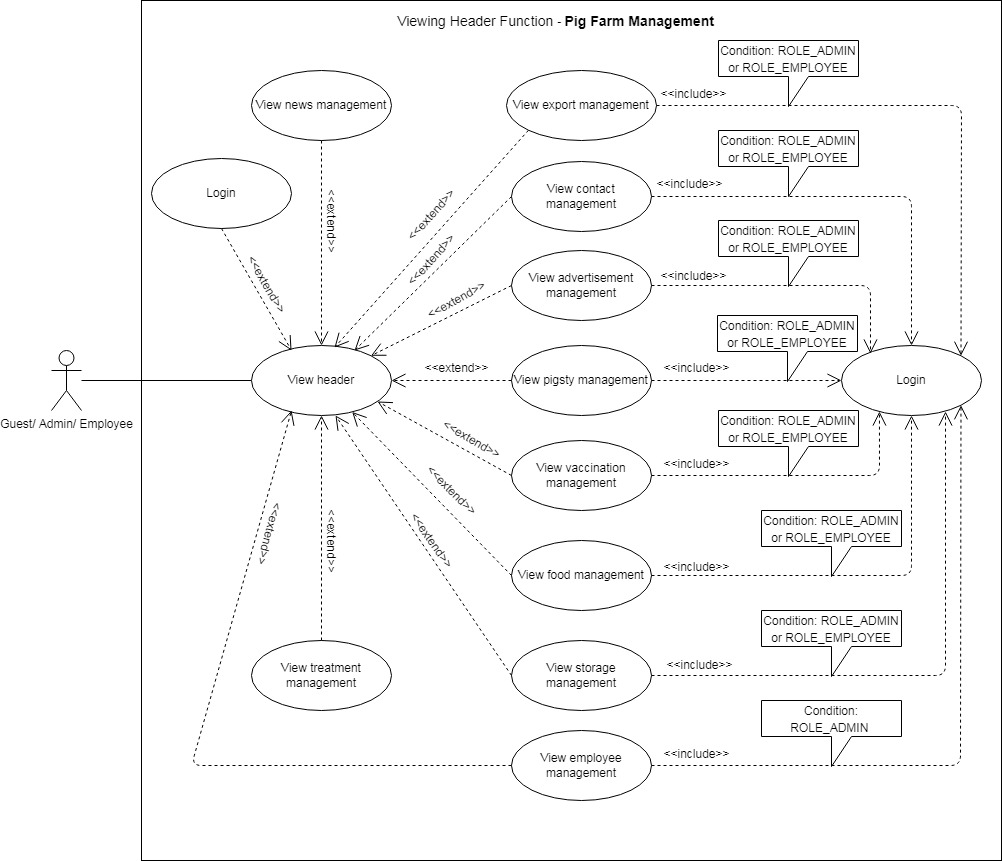 Viewing Header Function - Pig Farm Management
Condition: ROLE_ADMIN
or ROLE_EMPLOYEE
View news management
<<extend>>
View export management
<<include>>
<<extend>>
Condition: ROLE_ADMIN
or ROLE_EMPLOYEE
Login
<<extend>>
View contact
management
<<include>>
<<extend>>
Condition: ROLE_ADMIN
or ROLE_EMPLOYEE
View advertisement
management
<<include>>
<<extend>>
Condition: ROLE_ADMIN
or ROLE_EMPLOYEE
Guest/ Admin/ Employee
View header
<<extend>>
View pigsty management
<<include>>
Login
Condition: ROLE_ADMIN
or ROLE_EMPLOYEE
<<extend>>
View vaccination
management
<<include>>
Condition: ROLE_ADMIN
or ROLE_EMPLOYEE
<<extend>>
View food management
<<include>>
Condition: ROLE_ADMIN
or ROLE_EMPLOYEE
<<extend>>
<<extend>>
<<extend>>
View treatment
management
View storage
management
<<include>>
Condition:
ROLE_ADMIN
View employee
management
<<include>>